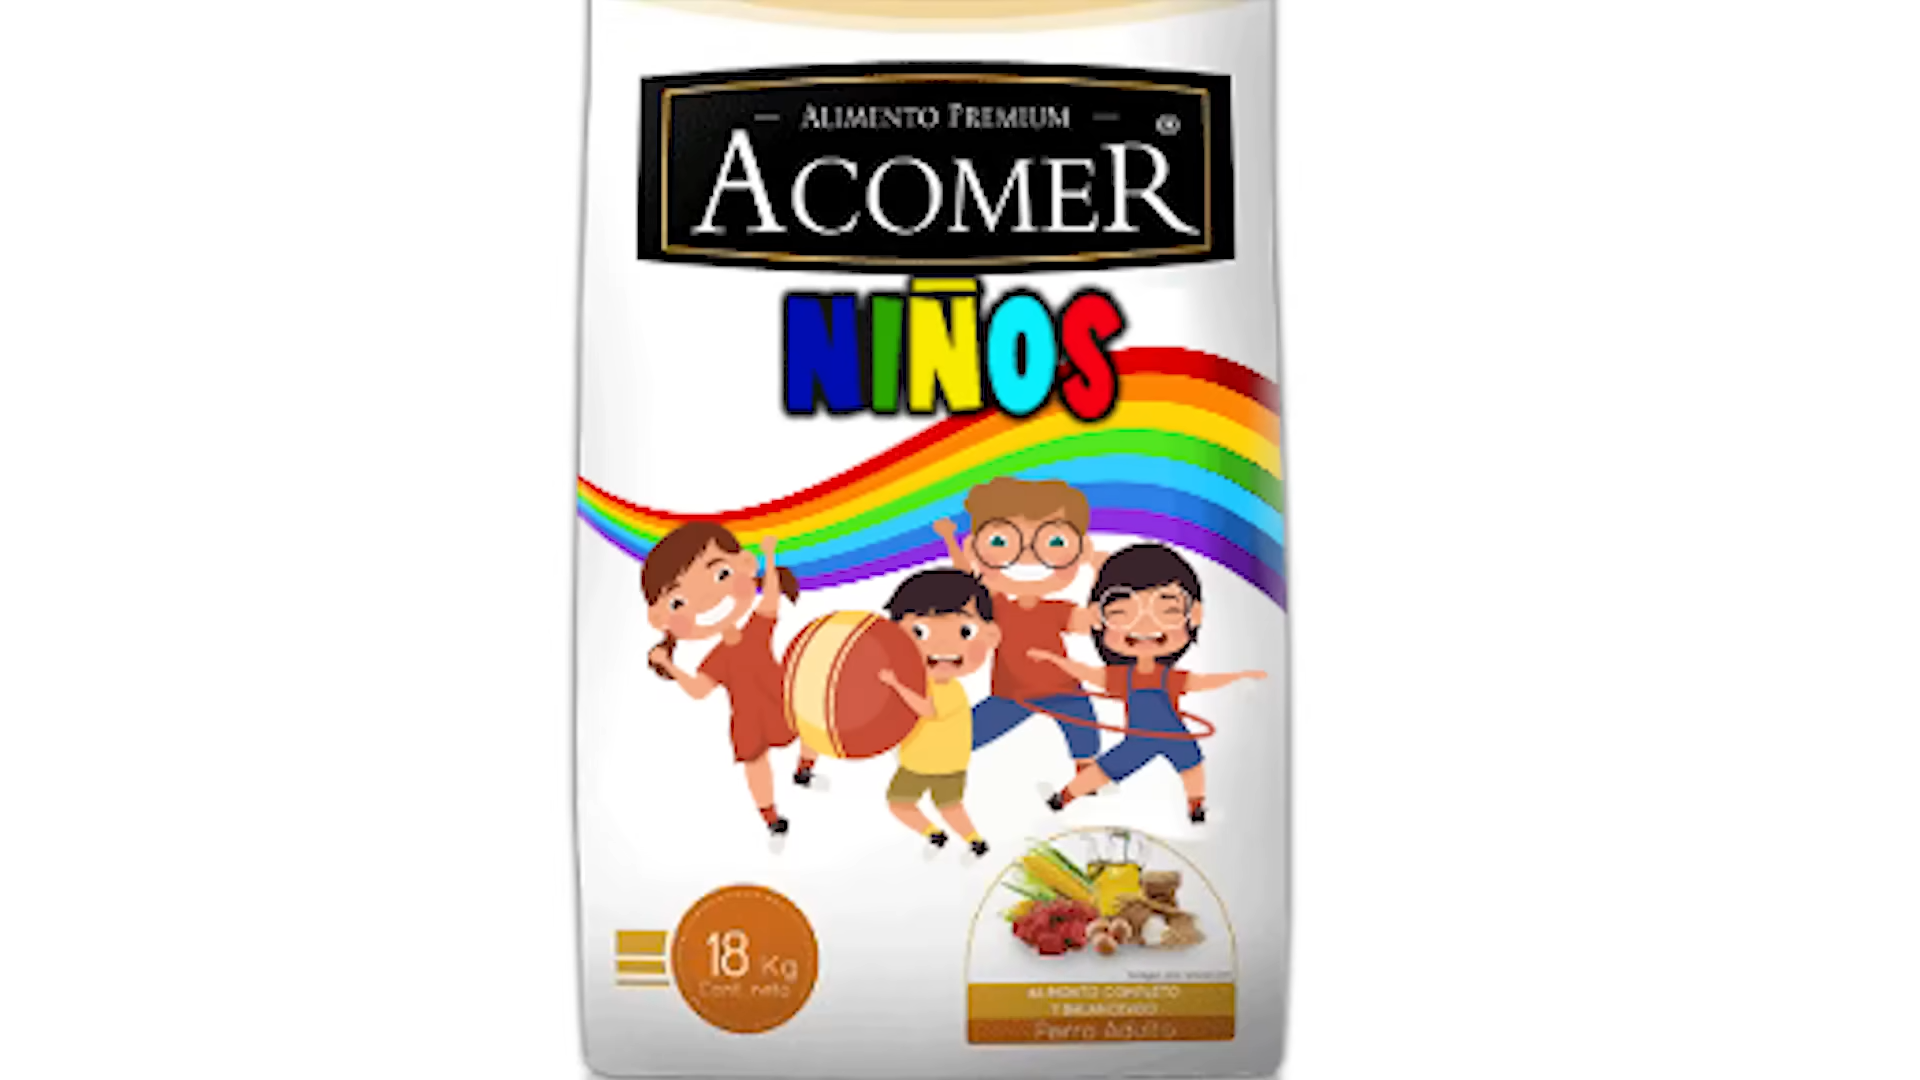 ALIMENTO PREMIUM
ACOMER®
NIÑOS
18 Kg
Cont. neto
ALIMENTO COMPLETO
Y BALANCEADO
Perro Adulto